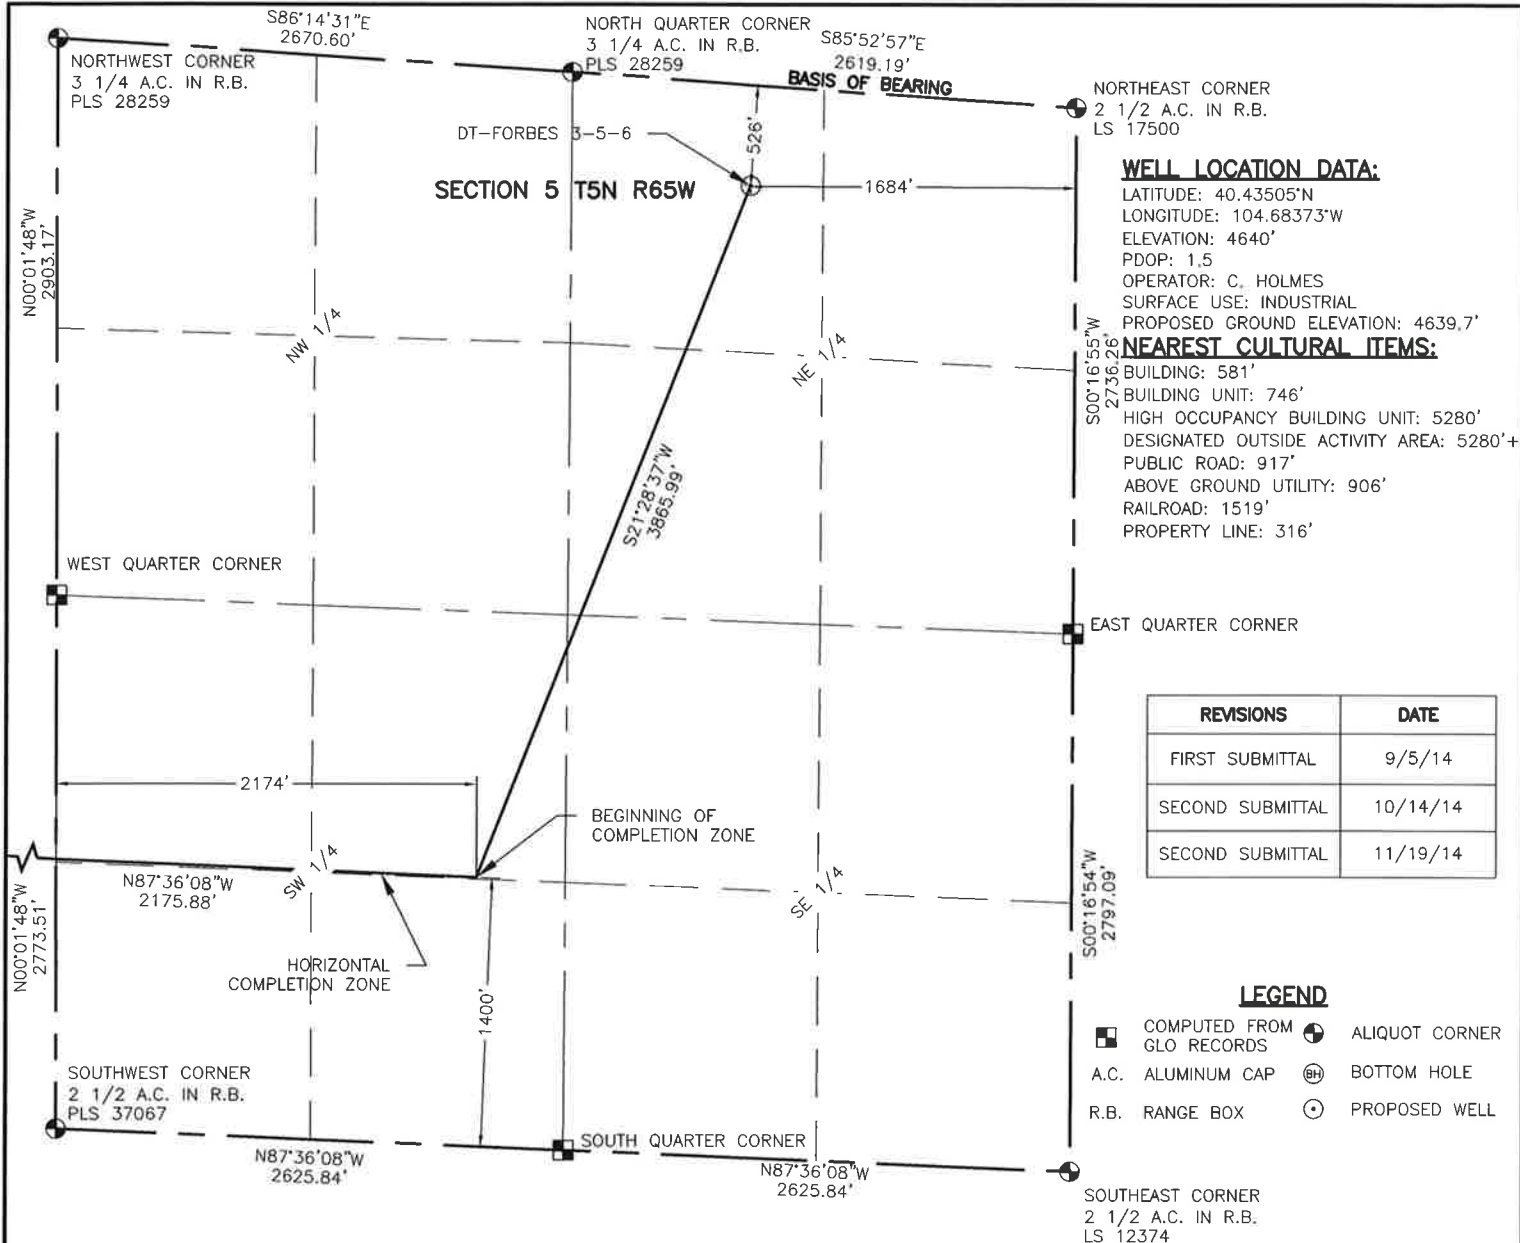 S86°14'31"E
2670.60'
NORTHWEST CORNER
3 1/4 A.C. IN R.B.
PLS 28259
NORTH QUARTER CORNER
3 1/4 A.C. IN R.B.
PLS 28259
S85°52'57"E
2619.19'
BASIS OF BEARING
NORTHEAST CORNER
2 1/2 A.C. IN R.B.
LS 17500
DT-FORBES 3-5-6
526'
SECTION 5 T5N R65W
1684'
WELL LOCATION DATA:
LATITUDE: 40.43505°N
LONGITUDE: 104.68373°W
ELEVATION: 4640'
PDOP: 1.5
OPERATOR: C. HOLMES
SURFACE USE: INDUSTRIAL
PROPOSED GROUND ELEVATION: 4639.7'
NEAREST CULTURAL ITEMS:
BUILDING: 581'
BUILDING UNIT: 746'
HIGH OCCUPANCY BUILDING UNIT: 5280'
DESIGNATED OUTSIDE ACTIVITY AREA: 5280'+
PUBLIC ROAD: 917'
ABOVE GROUND UTILITY: 906'
RAILROAD: 1519'
PROPERTY LINE: 316'
N00°01'48"W
2903.17'
NW 1/4
NE 1/4
S00°16'55"W
2736.26'
S21°28'37"W
3865.99'
WEST QUARTER CORNER
EAST QUARTER CORNER
REVISIONS DATE
FIRST SUBMITTAL 9/5/14
SECOND SUBMITTAL 10/14/14
SECOND SUBMITTAL 11/19/14
2174'
BEGINNING OF
COMPLETION ZONE
N87°36'08"W
2175.88'
SW 1/4
SE 1/4
N00°01'48"W
2773.51'
S00°16'54"W
2797.09'
HORIZONTAL
COMPLETION ZONE
1400'
LEGEND
COMPUTED FROM
GLO RECORDS
ALIQUOT CORNER
A.C. ALUMINUM CAP
BH BOTTOM HOLE
R.B. RANGE BOX
PROPOSED WELL
SOUTHWEST CORNER
2 1/2 A.C. IN R.B.
PLS 37067
SOUTH QUARTER CORNER
N87°36'08"W
2625.84'
N87°36'08"W
2625.84'
SOUTHEAST CORNER
2 1/2 A.C. IN R.B.
LS 12374